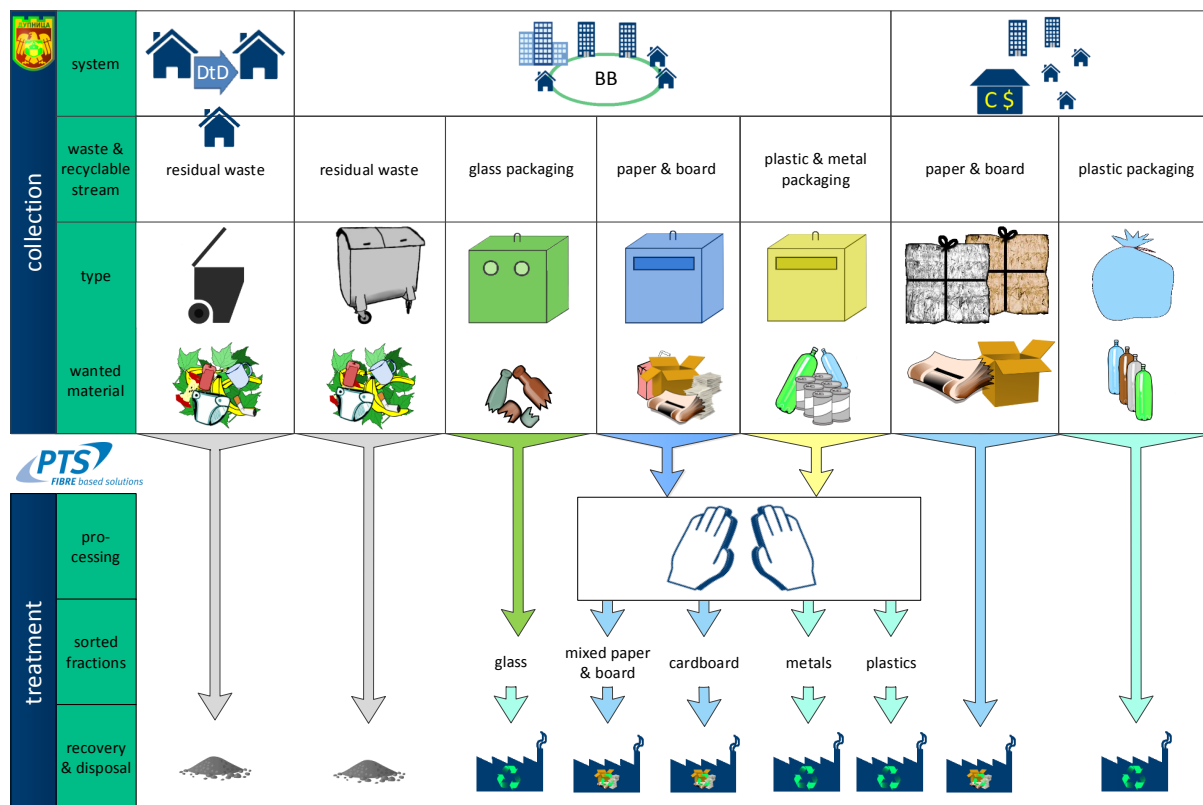 ДУПНИЦА
system
DtD
BB
C $
collection
waste &
recyclable
stream
residual waste
residual waste
glass packaging
paper & board
plastic & metal
packaging
paper & board
plastic packaging
type
wanted
material
PTS
FIBRE based solutions
treatment
pro-
cessing
sorted
fractions
glass
mixed paper
& board
cardboard
metals
plastics
recovery
& disposal